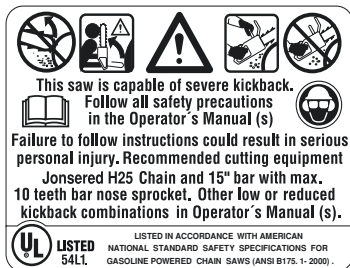 This saw is capable of severe kickback.
Follow all safety precautions
in the Operator´s Manual (s)
Failure to follow instructions could result in serious
personal injury. Recommended cutting equipment
Jonsered H25 Chain and 15" bar with max.
10 teeth bar nose sprocket. Other low or reduced
kickback combinations in Operator´s Manual (s).
UL LISTED
54L1.
LISTED IN ACCORDANCE WITH AMERICAN
NATIONAL STANDARD SAFETY SPECIFICATIONS FOR
GASOLINE POWERED CHAIN SAWS (ANSI B175. 1- 2000) .